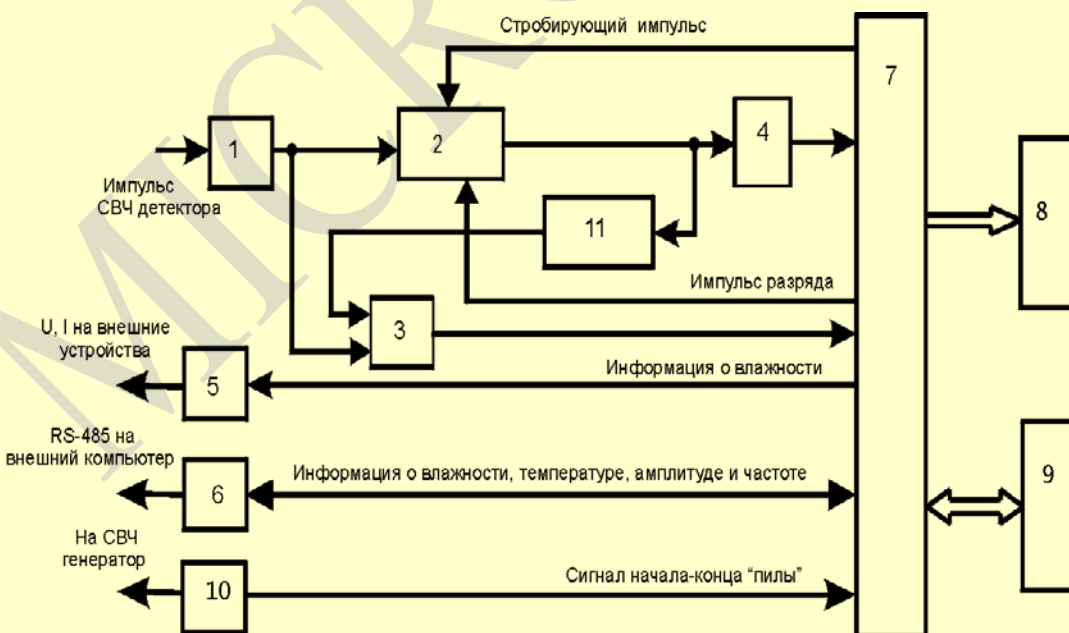 Стробирующий импульс
7
1
2
4
8
Импульс
СВЧ детектора
11
Импульс разряда
3
U, I на внешние
устройства
5
Информация о влажности
RS-485 на
внешний компьютер
6
Информация о влажности, температуре, амплитуде и частоте
9
На СВЧ
генератор
10
Сигнал начала-конца “пилы”
MICR